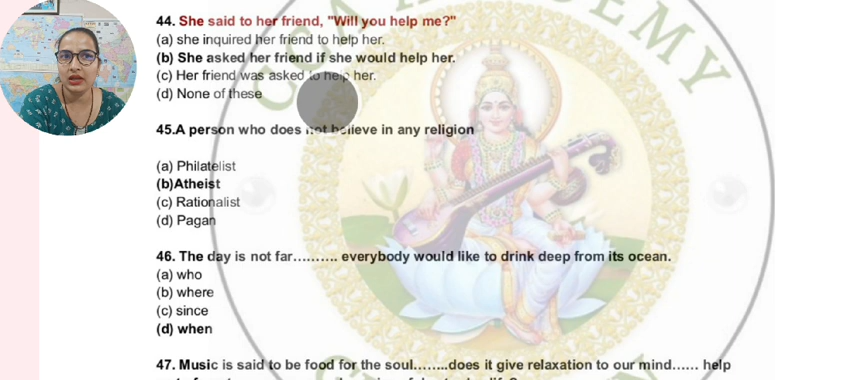 44. She said to her friend, "Will you help me?"
(a) she inquired her friend to help her.
(b) She asked her friend if she would help her.
(c) Her friend was asked to help her.
(d) None of these
45.A person who does not believe in any religion
(a) Philatelist
(b)Atheist
(c) Rationalist
(d) Pagan
46. The day is not far………. everybody would like to drink deep from its ocean.
(a) who
(b) where
(c) since
(d) when
47. Music is said to be food for the soul……..does it give relaxation to our mind…… help